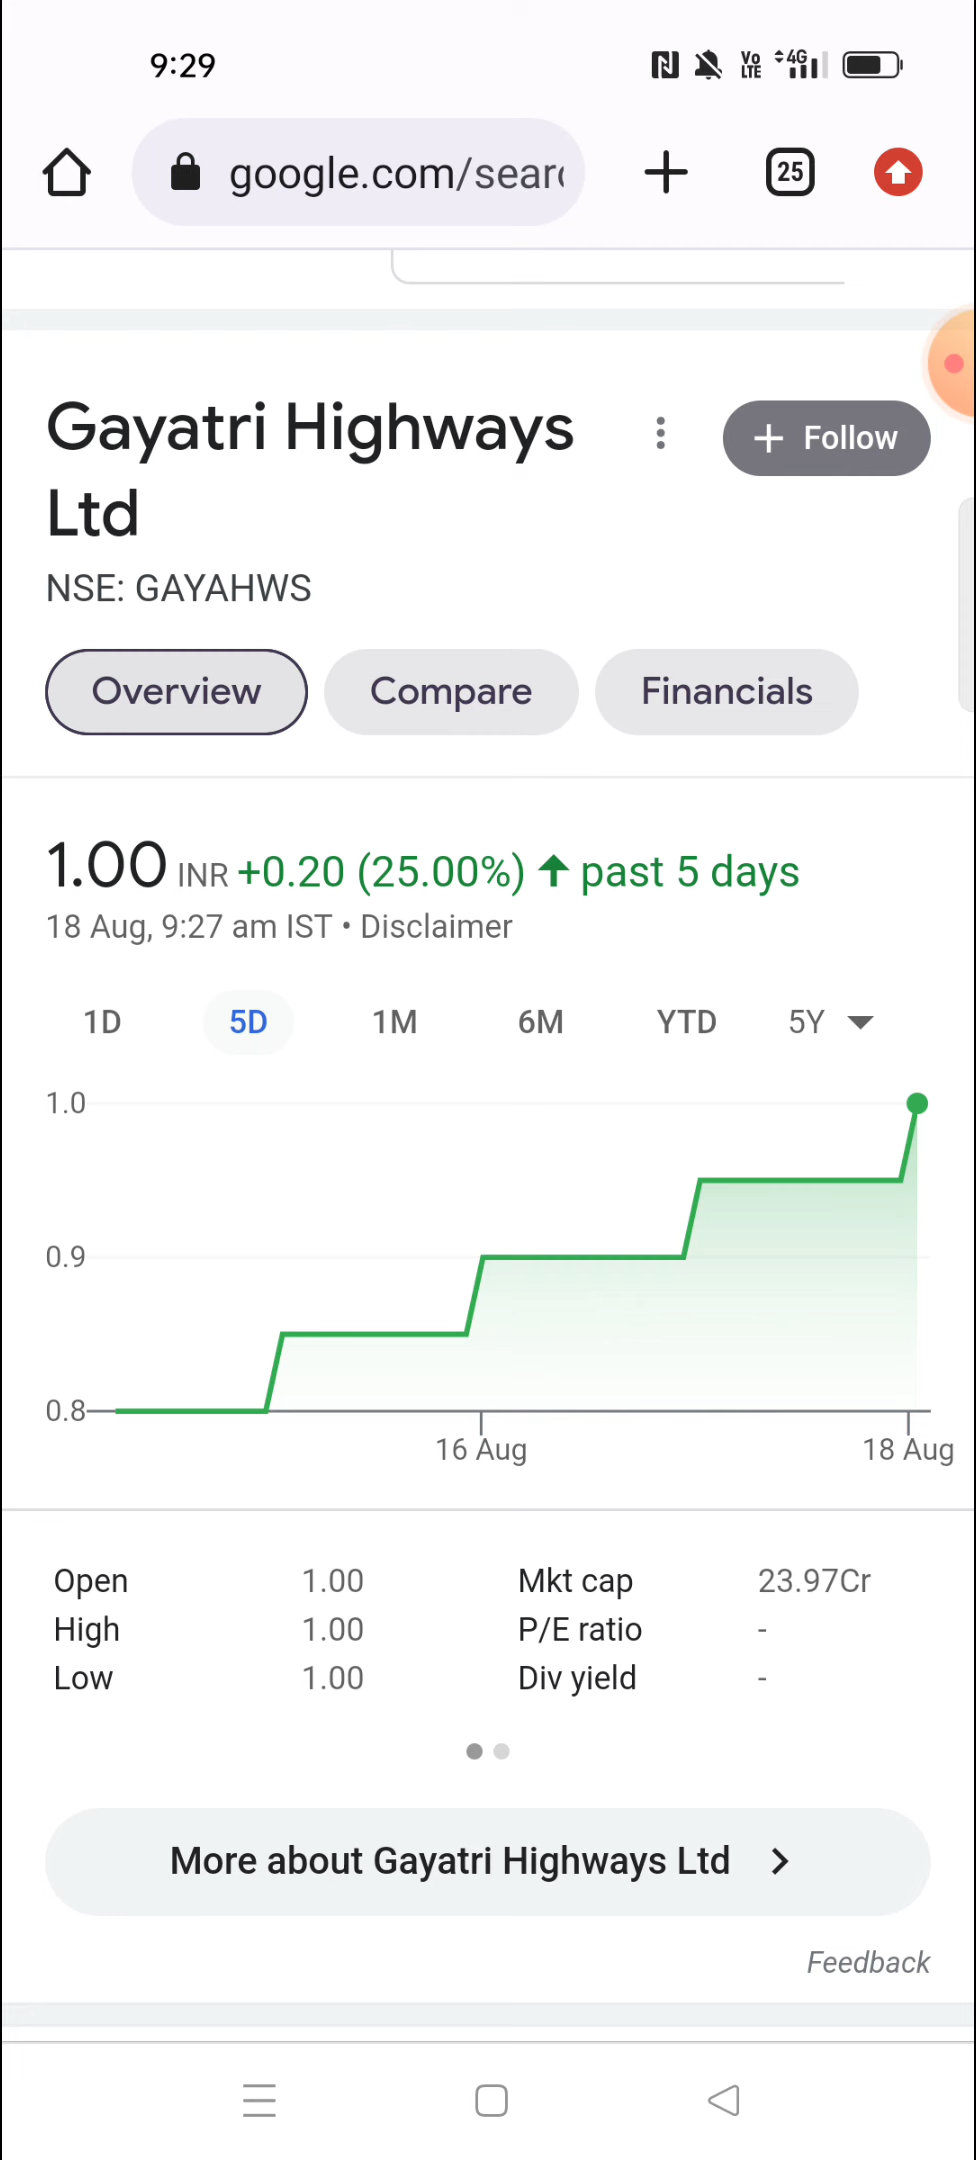 9:29
Vo LTE 4G
google.com/sear
25
Gayatri Highways
Ltd
+ Follow
NSE: GAYAHWS
Overview Compare Financials
1.00 INR +0.20 (25.00%) ↑ past 5 days
18 Aug, 9:27 am IST • Disclaimer
1D 5D 1M 6M YTD 5Y
1.0
0.9
0.8
16 Aug 18 Aug
Open 1.00 Mkt cap 23.97Cr
High 1.00 P/E ratio -
Low 1.00 Div yield -
More about Gayatri Highways Ltd >
Feedback